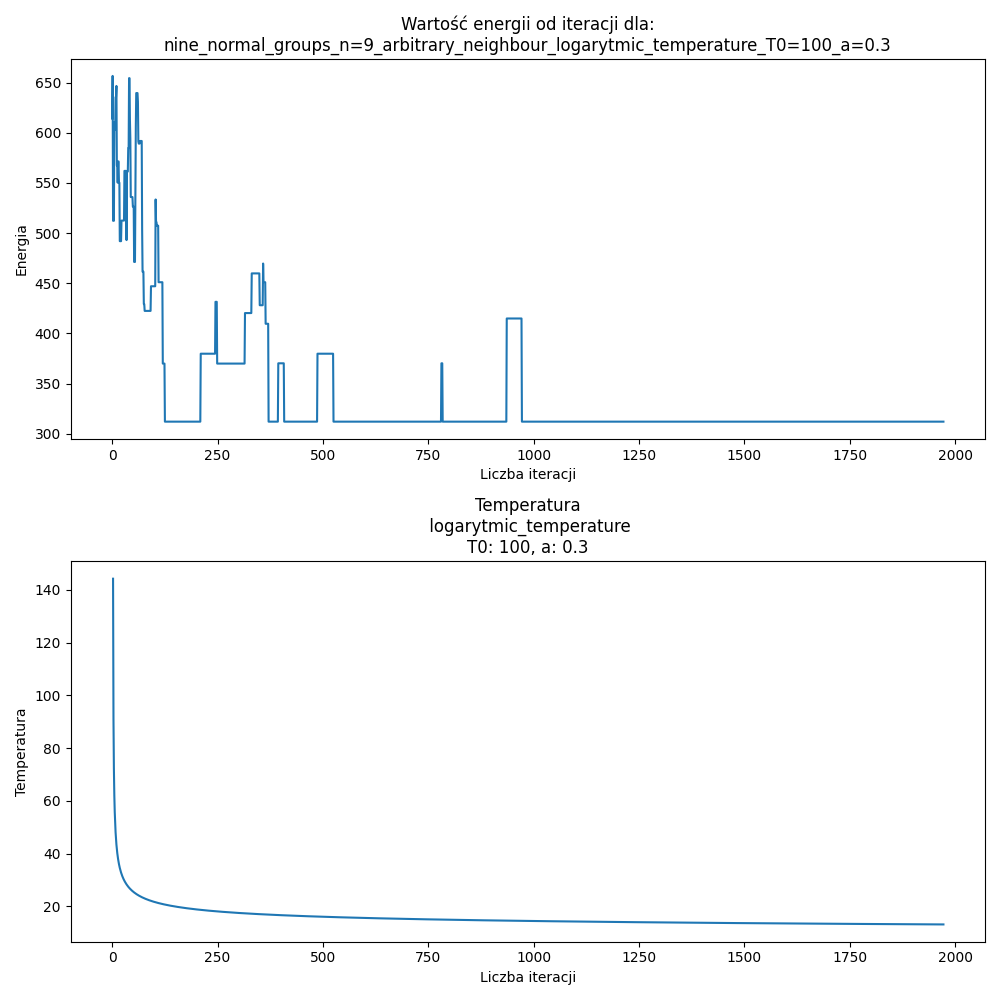 Wartość energii od iteracji dla:
nine_normal_groups_n=9_arbitrary_neighbour_logarytmic_temperature_T0=100_a=0.3
650
600
550
500
450
400
350
300
Energia
0 250 500 750 1000 1250 1500 1750 2000
Liczba iteracji
Temperatura
logarytmic_temperature
T0: 100, a: 0.3
140
120
100
80
60
40
20
Temperatura
0 250 500 750 1000 1250 1500 1750 2000
Liczba iteracji